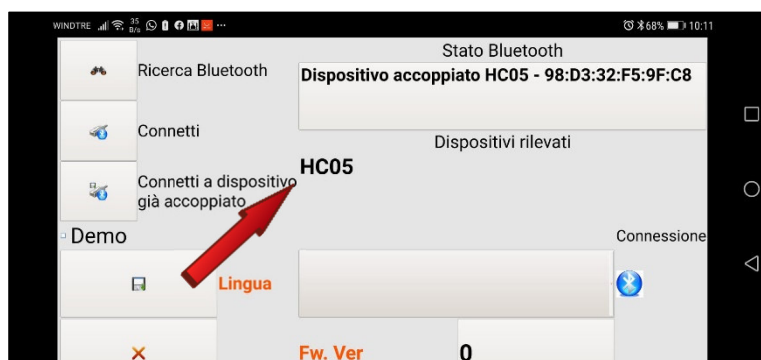 WINDTRE 35 B/s 68% 10:11
Stato Bluetooth
Ricerca Bluetooth
Dispositivo accoppiato HC05 - 98:D3:32:F5:9F:C8
Connetti
Dispositivi rilevati
HC05
Connetti a dispositivo
già accoppiato
Demo
Connessione
Lingua
Fw. Ver 0